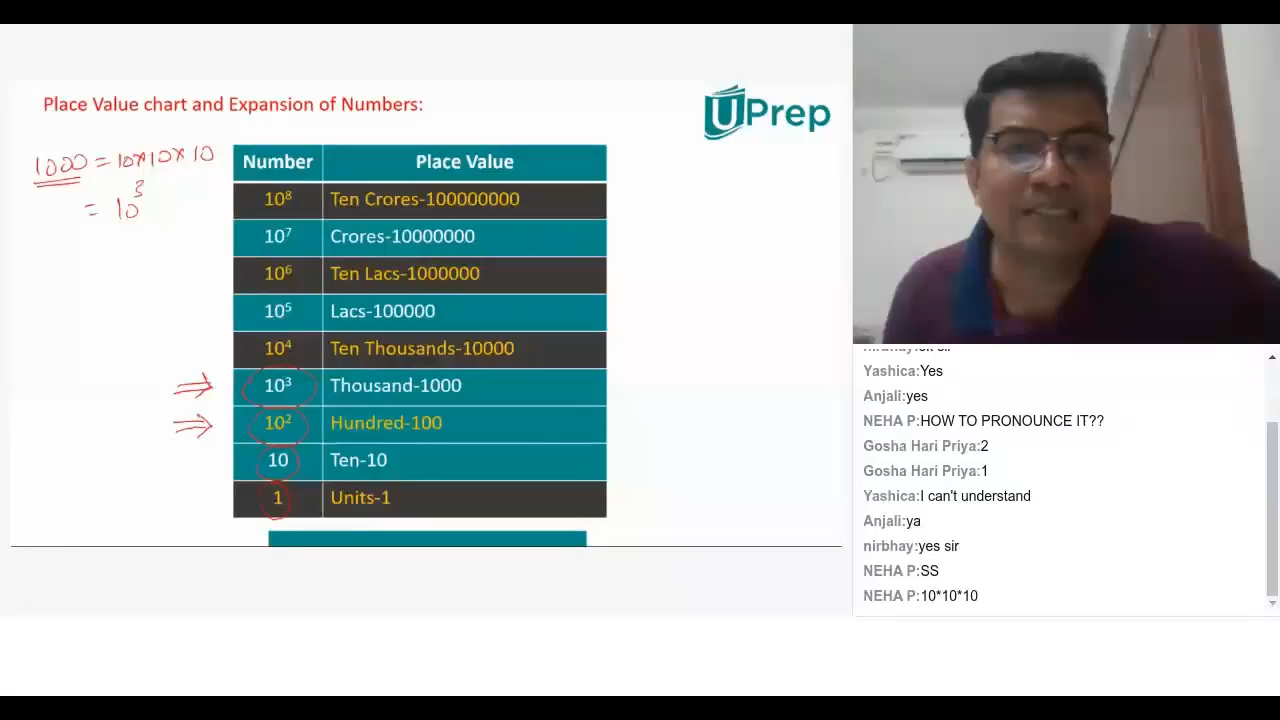 Place Value chart and Expansion of Numbers:
UPrep
1000 = 10×10×10
= 10³
Number Place Value
10⁸ Ten Crores-100000000
10⁷ Crores-10000000
10⁶ Ten Lacs-1000000
10⁵ Lacs-100000
10⁴ Ten Thousands-10000
10³ Thousand-1000
10² Hundred-100
10 Ten-10
1 Units-1
Yashica:Yes
Anjali:yes
NEHA P:HOW TO PRONOUNCE IT??
Gosha Hari Priya:2
Gosha Hari Priya:1
Yashica:I can't understand
Anjali:ya
nirbhay:yes sir
NEHA P:SS
NEHA P:10*10*10